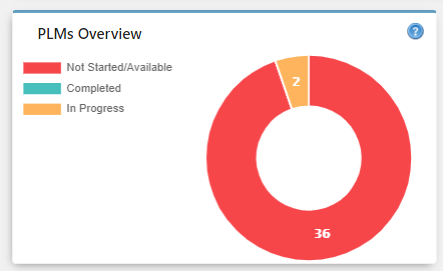 PLMs Overview
?
Not Started/Available
Completed
In Progress
2
36